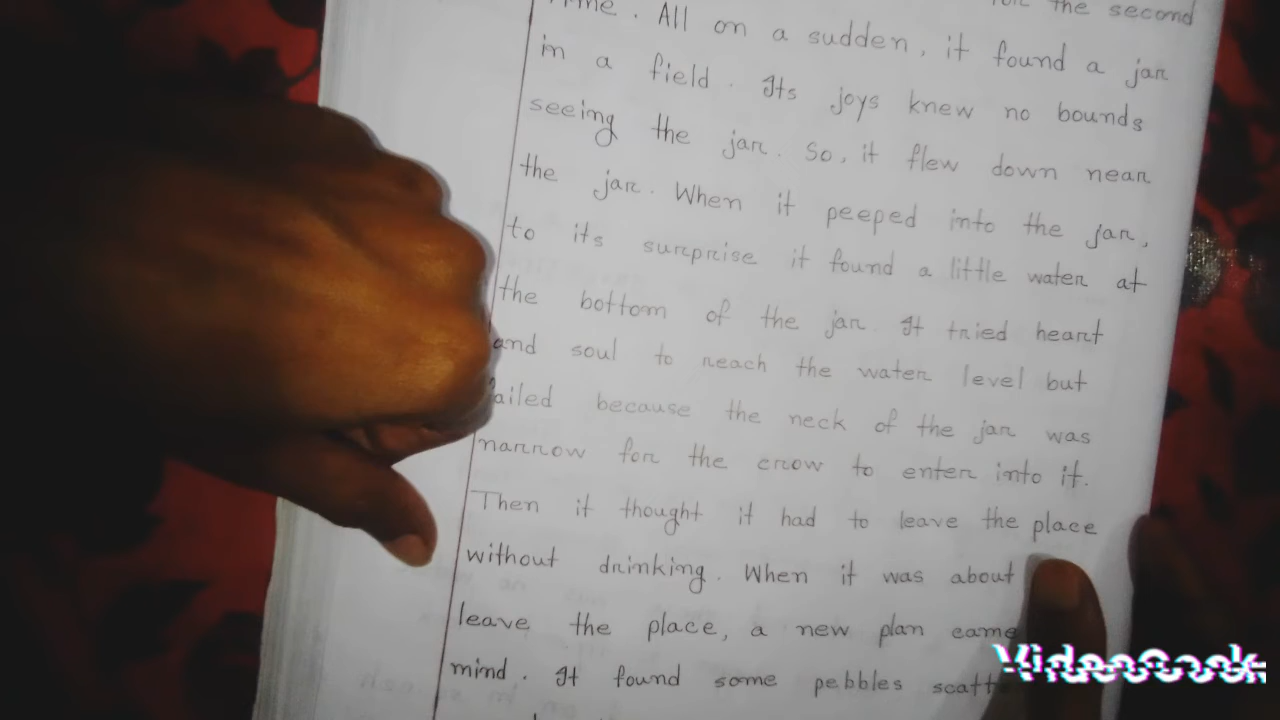 for the second
time. All on a sudden, it found a jar
in a field. Its joys knew no bounds
seeing the jar. So, it flew down near
the jar. When it peeped into the jar,
to its surprise it found a little water at
the bottom of the jar. It tried heart
and soul to reach the water level but
failed because the neck of the jar was
narrow for the crow to enter into it.
Then it thought it had to leave the place
without drinking. When it was about
leave the place, a new plan came
mind. It found some pebbles scatt
VideoCook